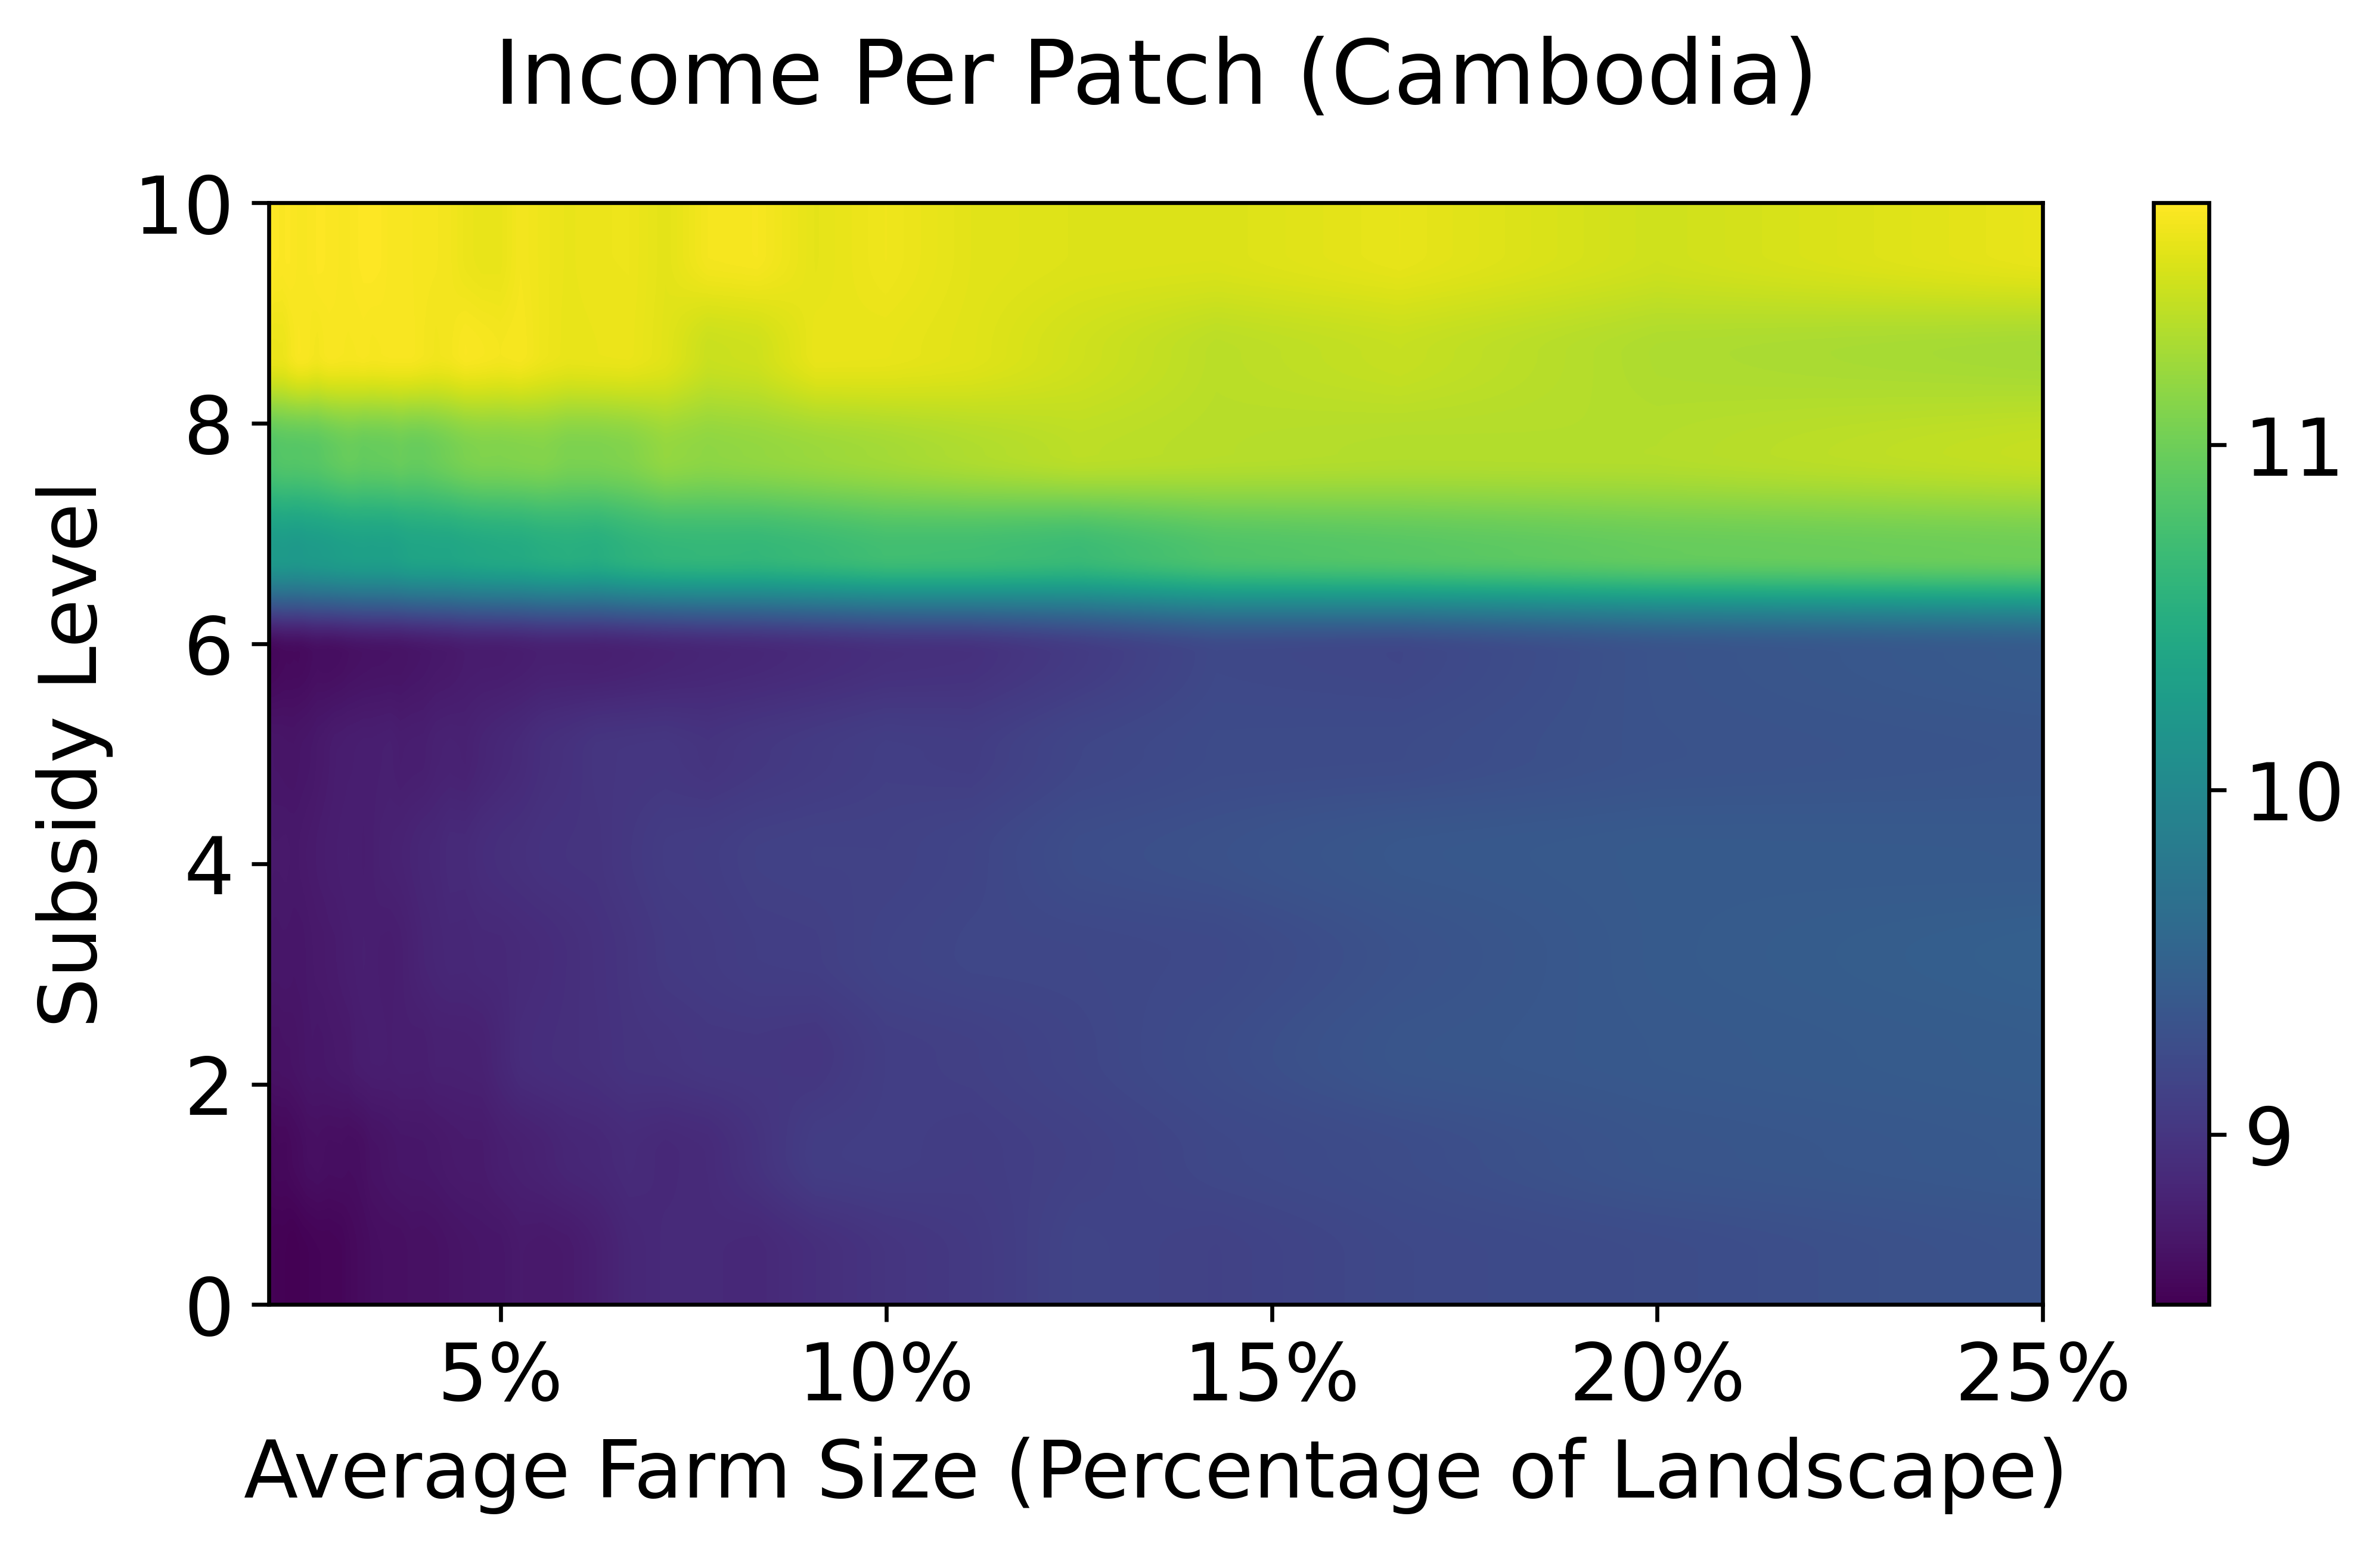 Income Per Patch (Cambodia)
10
8
6
4
2
0
Subsidy Level
5% 10% 15% 20% 25%
Average Farm Size (Percentage of Landscape)
11
10
9